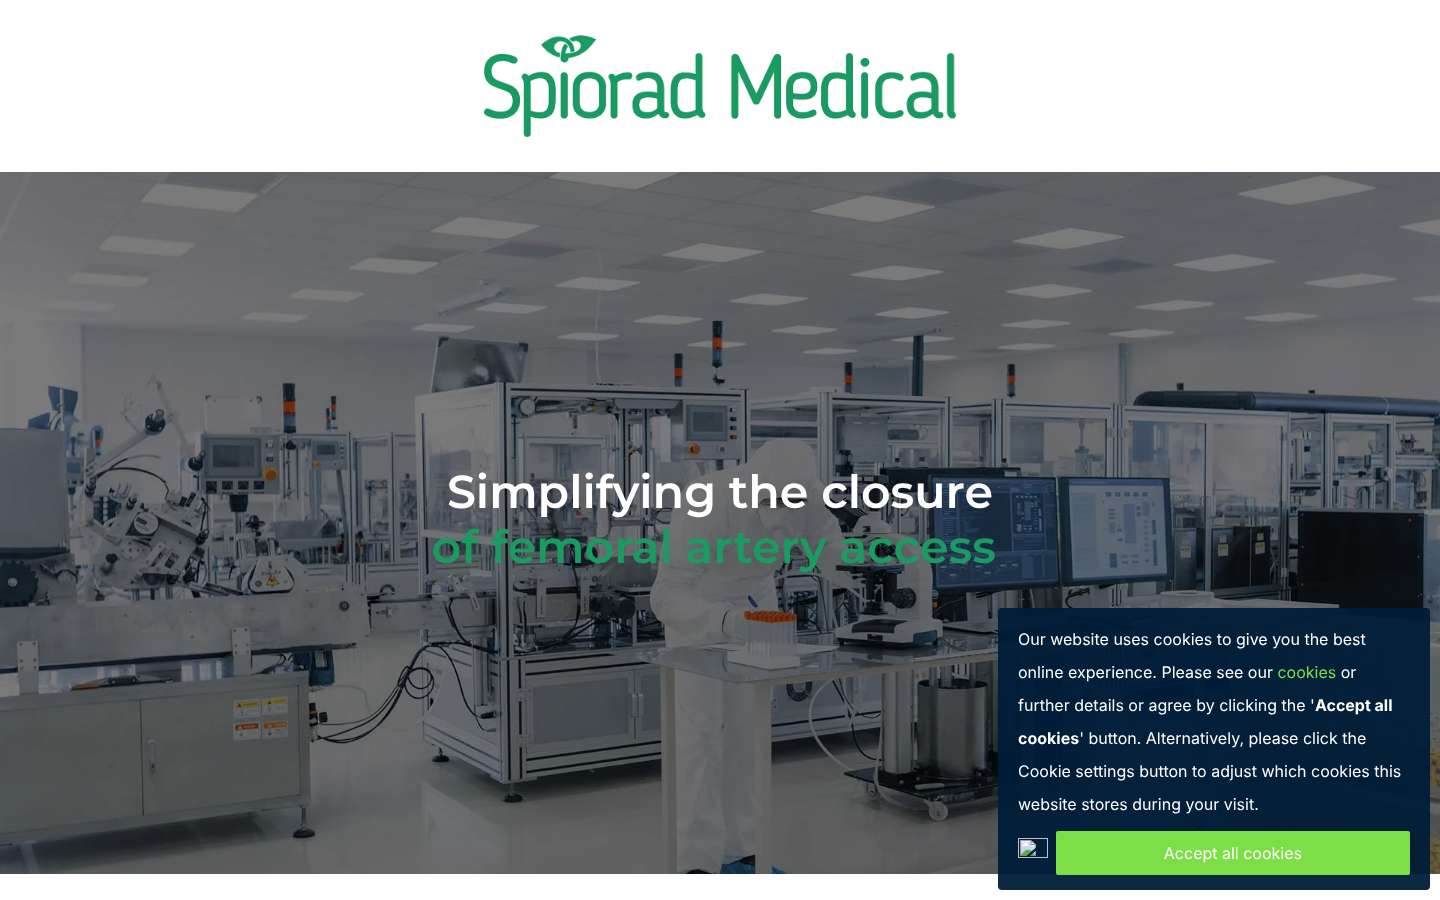 Spiorad Medical
Simplifying the closure
of femoral artery access
Our website uses cookies to give you the best
online experience. Please see our cookies or
further details or agree by clicking the 'Accept all
cookies' button. Alternatively, please click the
Cookie settings button to adjust which cookies this
website stores during your visit.
Accept all cookies